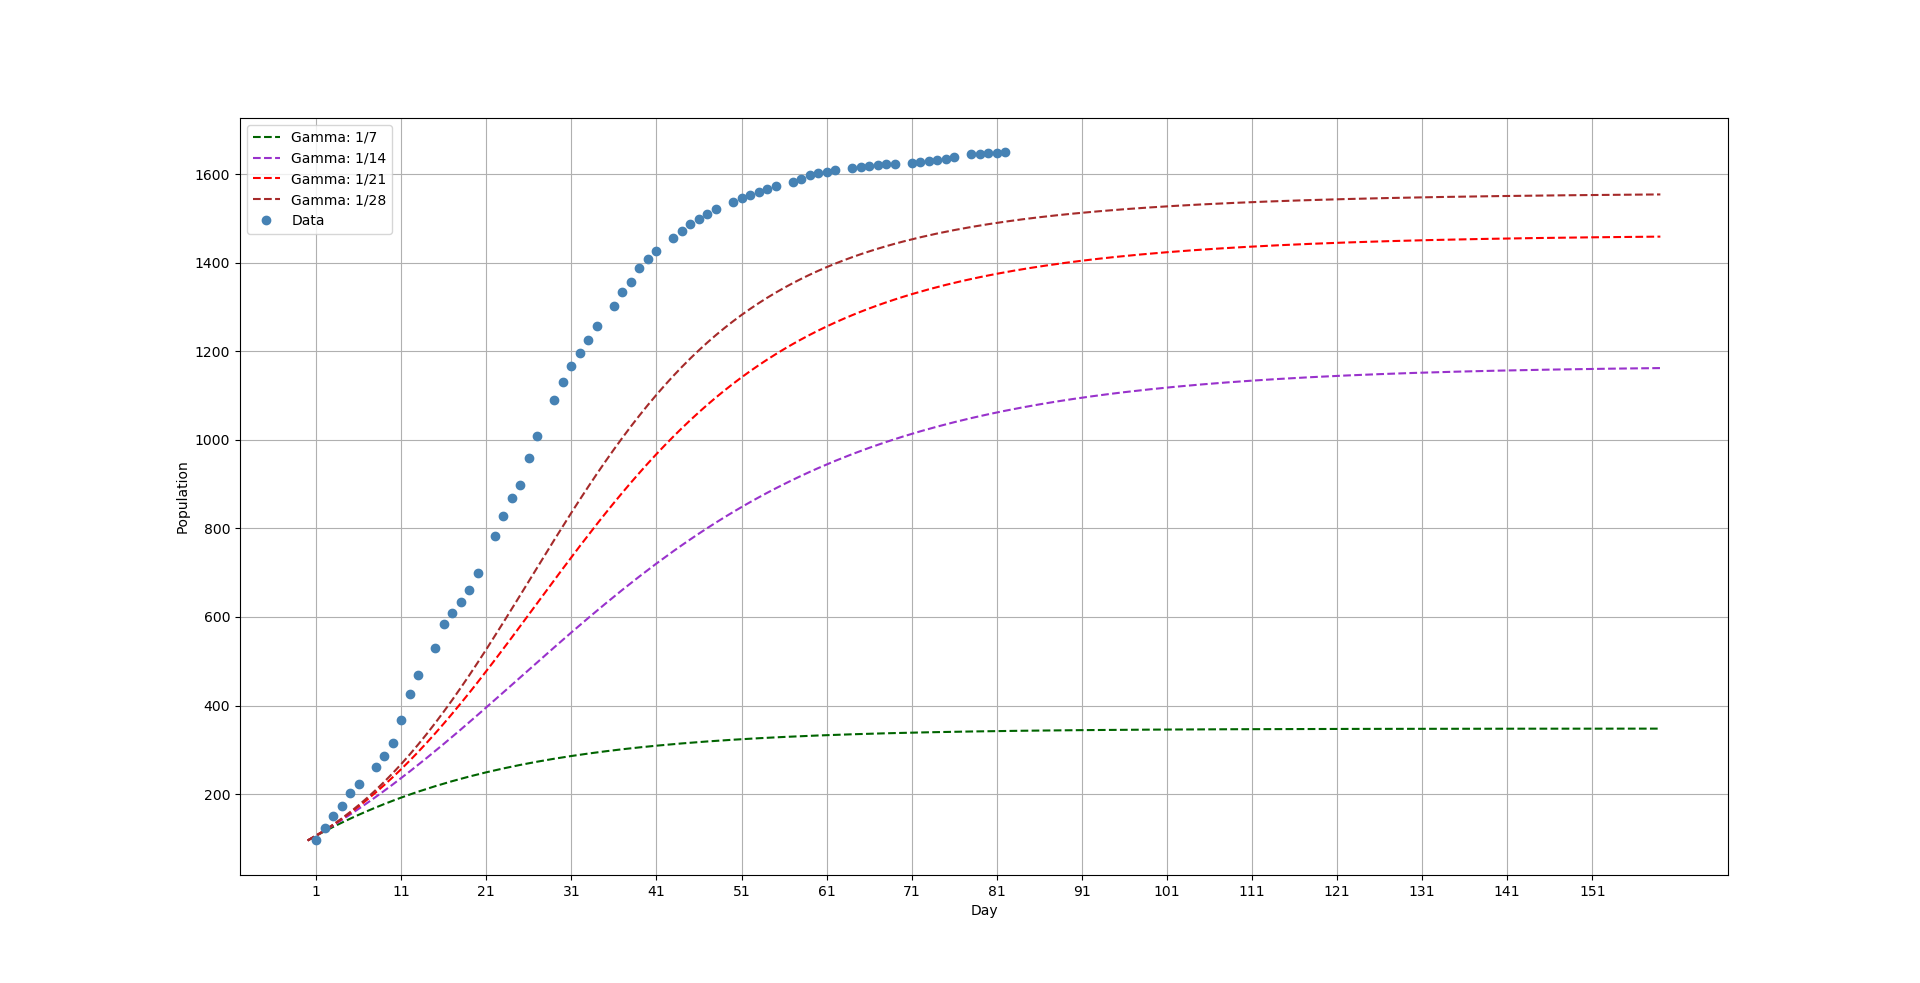 Gamma: 1/7
Gamma: 1/14
Gamma: 1/21
Gamma: 1/28
Data
1600
1400
1200
1000
800
600
400
200
Population
1 11 21 31 41 51 61 71 81 91 101 111 121 131 141 151
Day